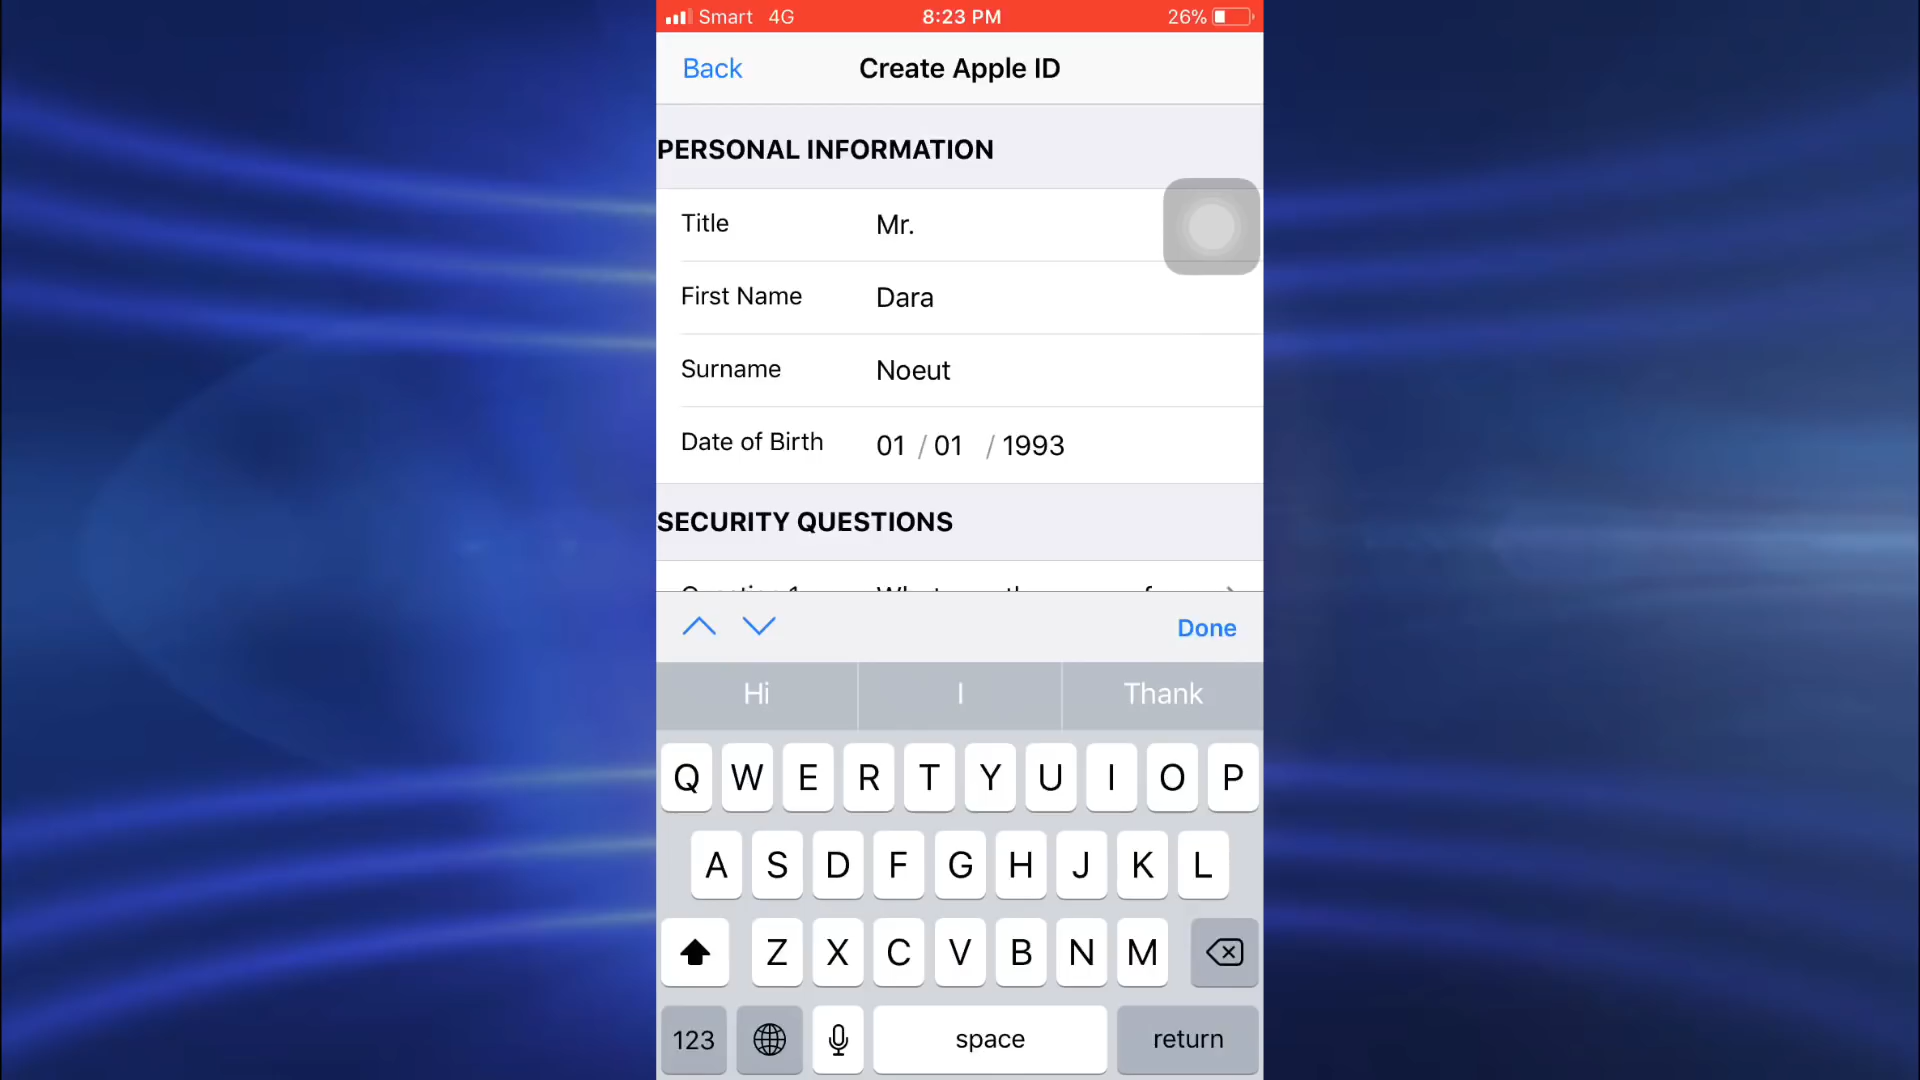 Smart 4G 8:23 PM 26%
Back Create Apple ID
PERSONAL INFORMATION
Title Mr.
First Name Dara
Surname Noeut
Date of Birth 01 / 01 / 1993
SECURITY QUESTIONS
Done
Hi I Thank
Q W E R T Y U I O P
A S D F G H J K L
Z X C V B N M
123 space return